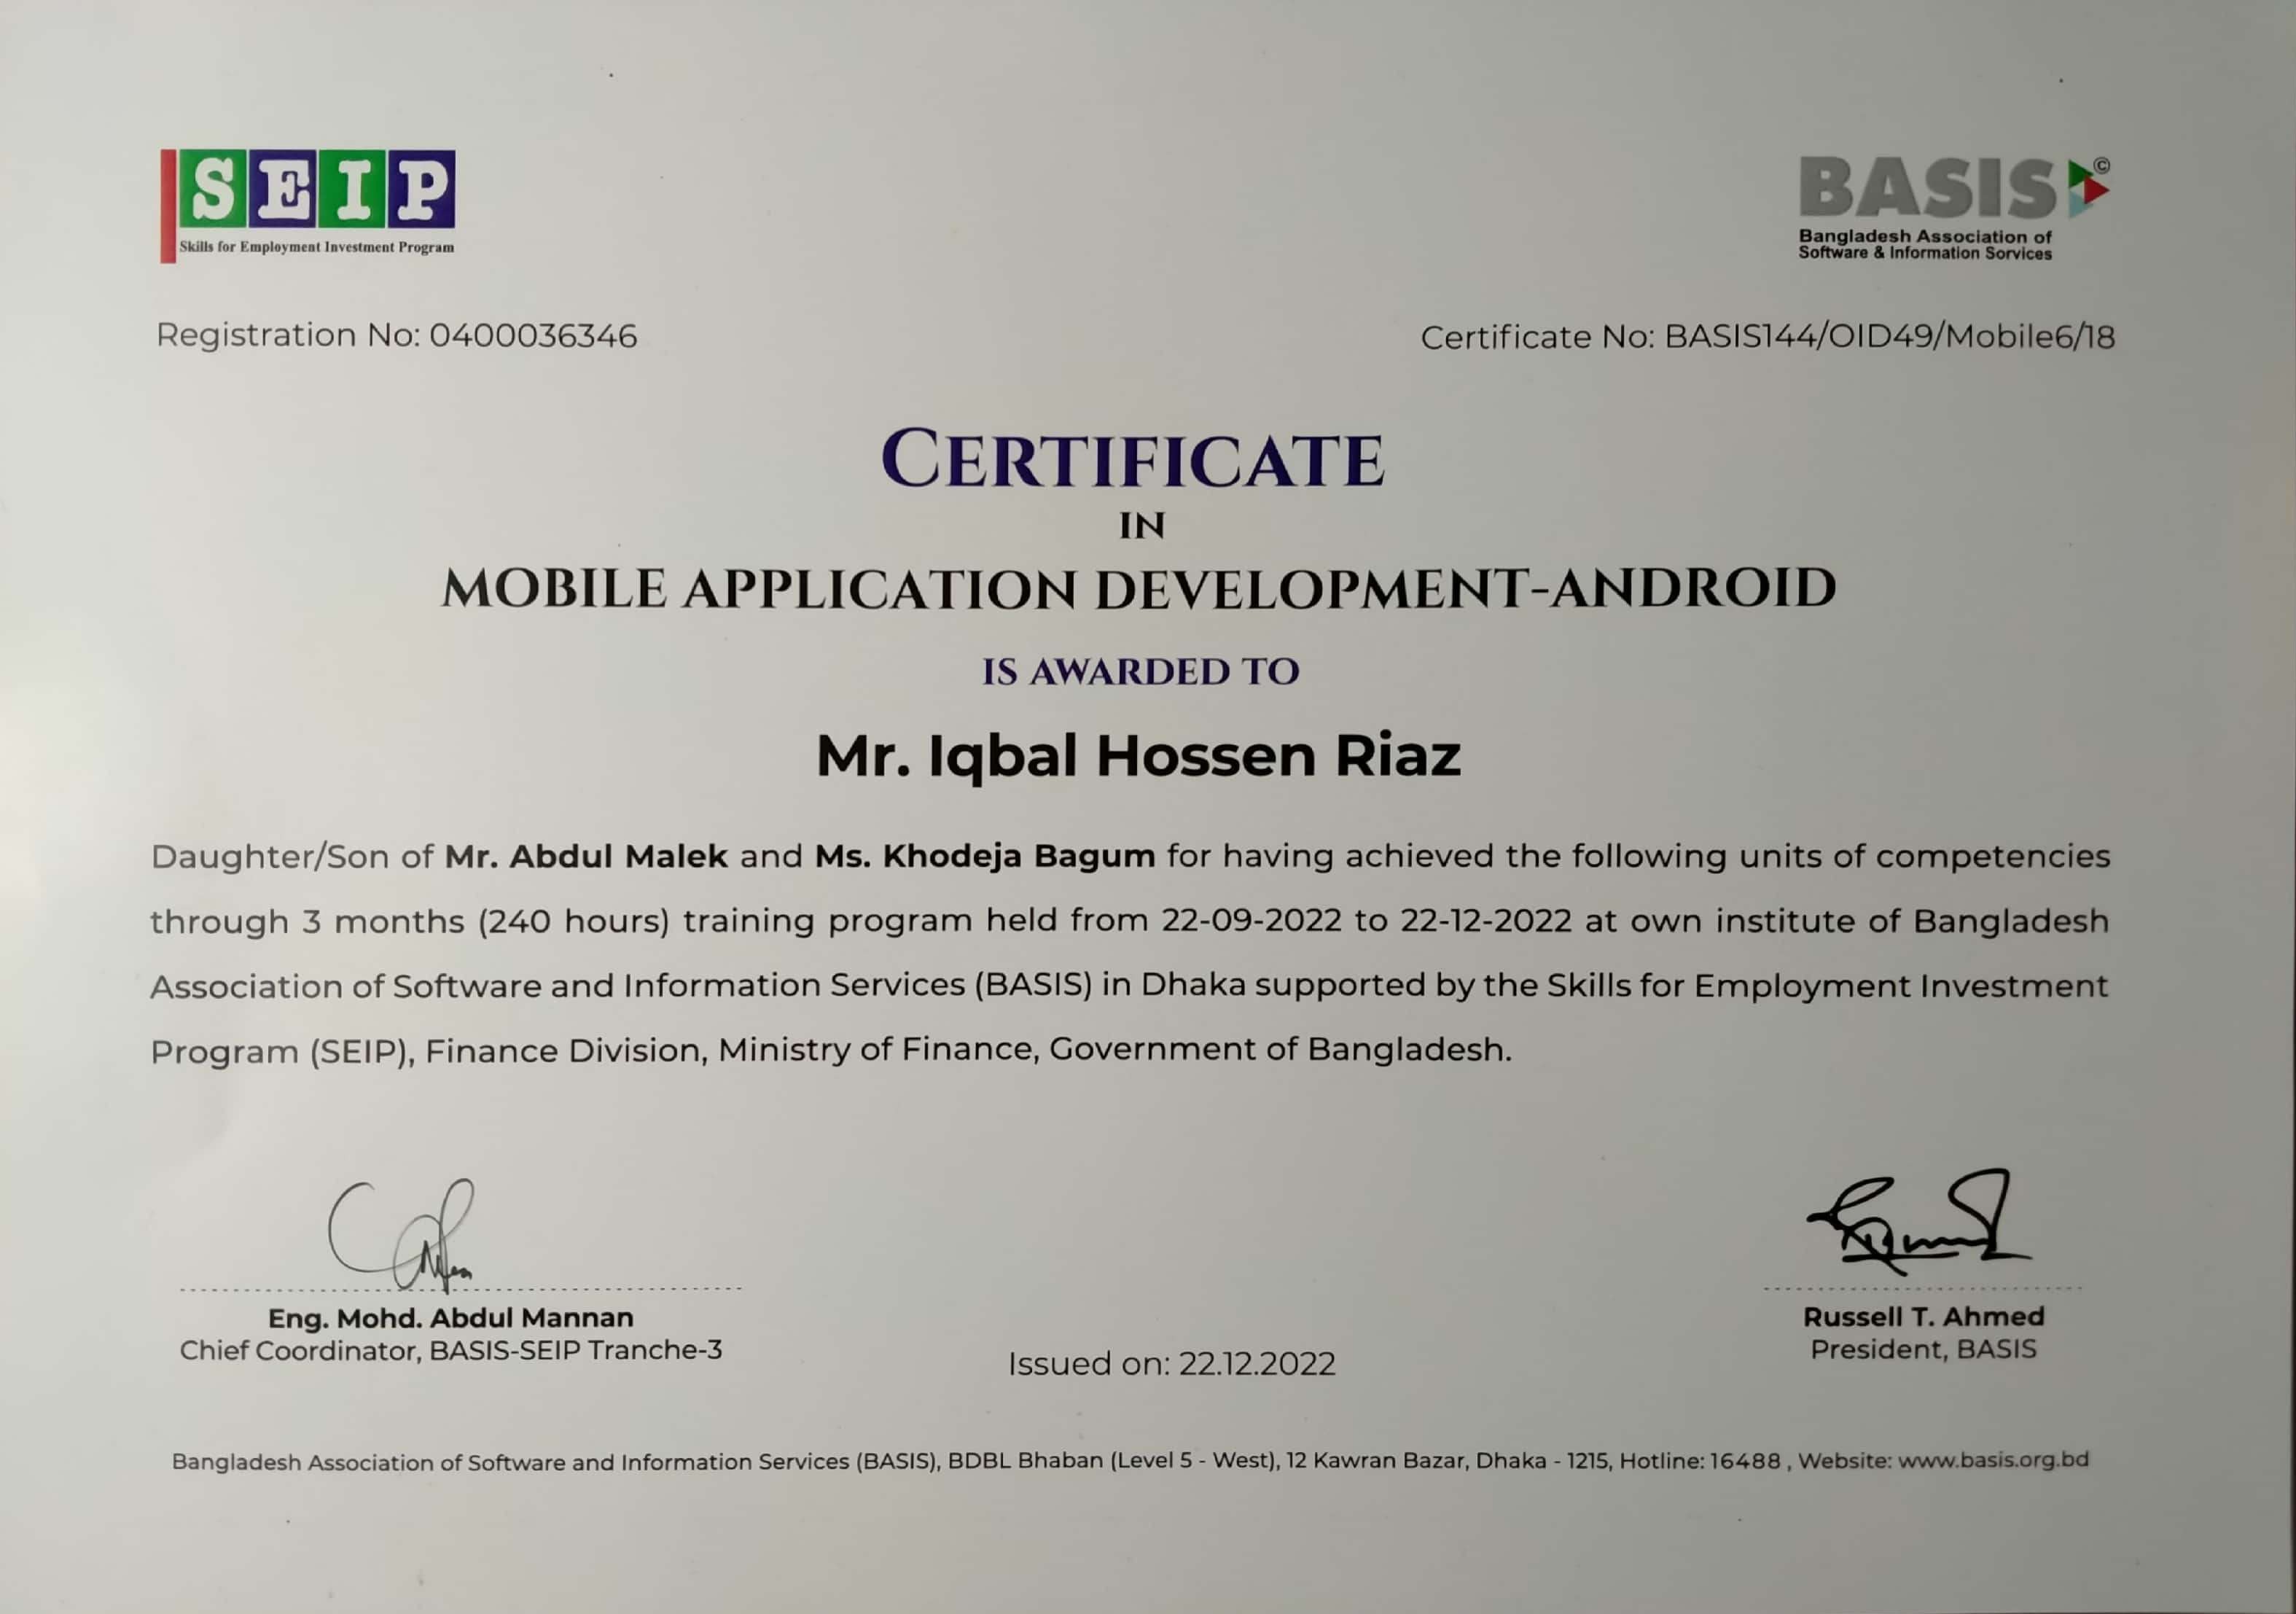 SEIP
Skills for Employment Investment Program
BASIS©
Bangladesh Association of
Software & Information Sorvices
Registration No: 0400036346
Certificate No: BASIS144/OID49/Mobile6/18
CERTIFICATE
IN
MOBILE APPLICATION DEVELOPMENT-ANDROID
IS AWARDED TO
Mr. Iqbal Hossen Riaz
Daughter/Son of Mr. Abdul Malek and Ms. Khodeja Bagum for having achieved the following units of competencies
through 3 months (240 hours) training program held from 22-09-2022 to 22-12-2022 at own institute of Bangladesh
Association of Software and Information Services (BASIS) in Dhaka supported by the Skills for Employment Investment
Program (SEIP), Finance Division, Ministry of Finance, Government of Bangladesh.
Eng. Mohd. Abdul Mannan
Chief Coordinator, BASIS-SEIP Tranche-3
Issued on: 22.12.2022
Russell T. Ahmed
President, BASIS
Bangladesh Association of Software and Information Services (BASIS), BDBL Bhaban (Level 5 - West), 12 Kawran Bazar, Dhaka - 1215, Hotline: 16488 , Website: www.basis.org.bd